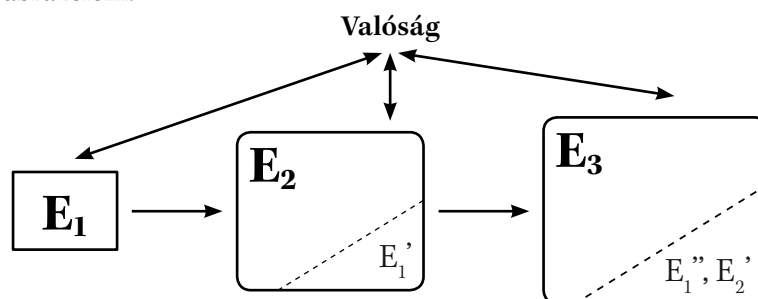 Valóság
E₁
E₂
E₁’
E₃
E₁”, E₂’